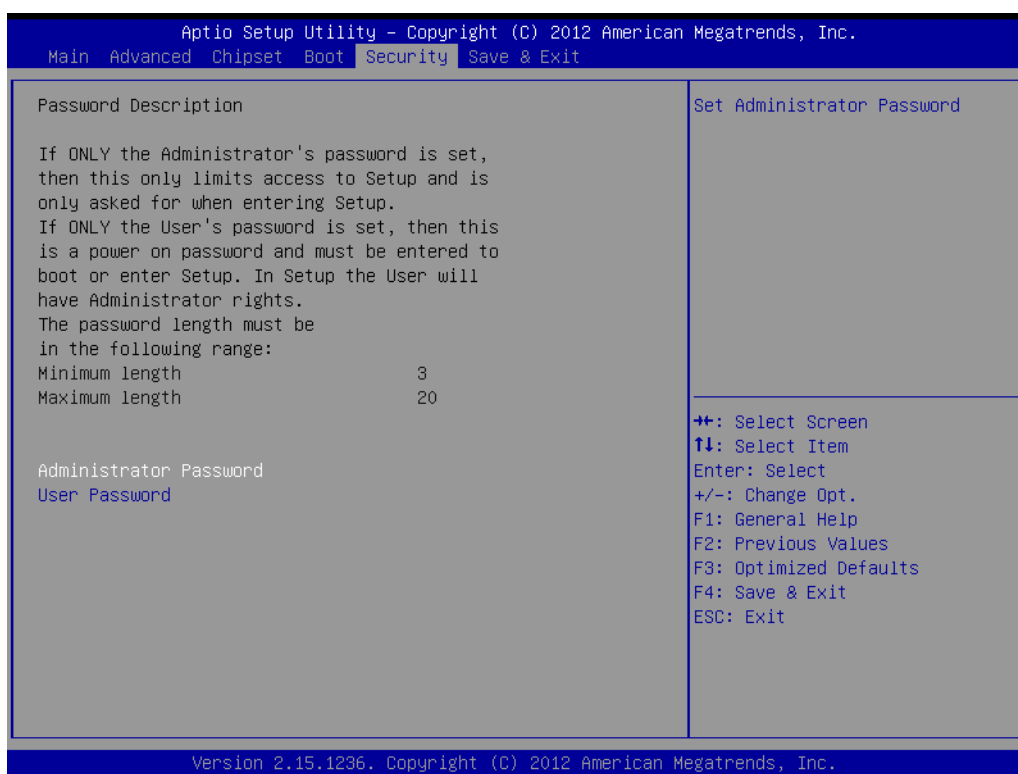 Aptio Setup Utility – Copyright (C) 2012 American Megatrends, Inc.
Main Advanced Chipset Boot Security Save & Exit
Password Description
If ONLY the Administrator's password is set,
then this only limits access to Setup and is
only asked for when entering Setup.
If ONLY the User's password is set, then this
is a power on password and must be entered to
boot or enter Setup. In Setup the User will
have Administrator rights.
The password length must be
in the following range:
Minimum length 3
Maximum length 20
Administrator Password
User Password
Set Administrator Password
→←: Select Screen
↑↓: Select Item
Enter: Select
+/-: Change Opt.
F1: General Help
F2: Previous Values
F3: Optimized Defaults
F4: Save & Exit
ESC: Exit
Version 2.15.1236. Copyright (C) 2012 American Megatrends, Inc.